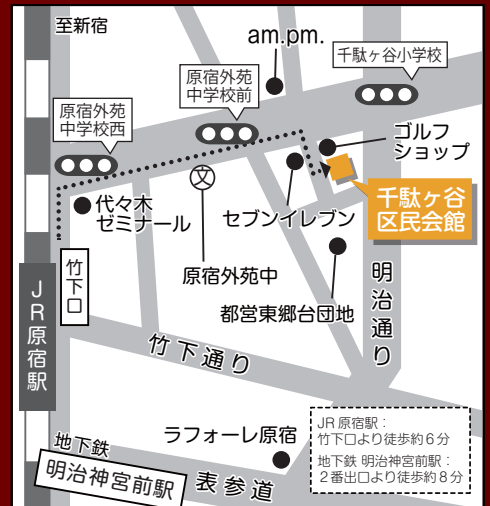 至新宿
am.pm.
千駄ヶ谷小学校
原宿外苑
中学校前
原宿外苑
中学校西
ゴルフ
ショップ
文
代々木
ゼミナール
セブンイレブン
千駄ヶ谷
区民会館
竹下口
原宿外苑中
明治通り
JR原宿駅
都営東郷台団地
竹下通り
ラフォーレ原宿
JR原宿駅：
竹下口より徒歩約６分
地下鉄 明治神宮前駅：
２番出口より徒歩約８分
地下鉄
明治神宮前駅
表参道